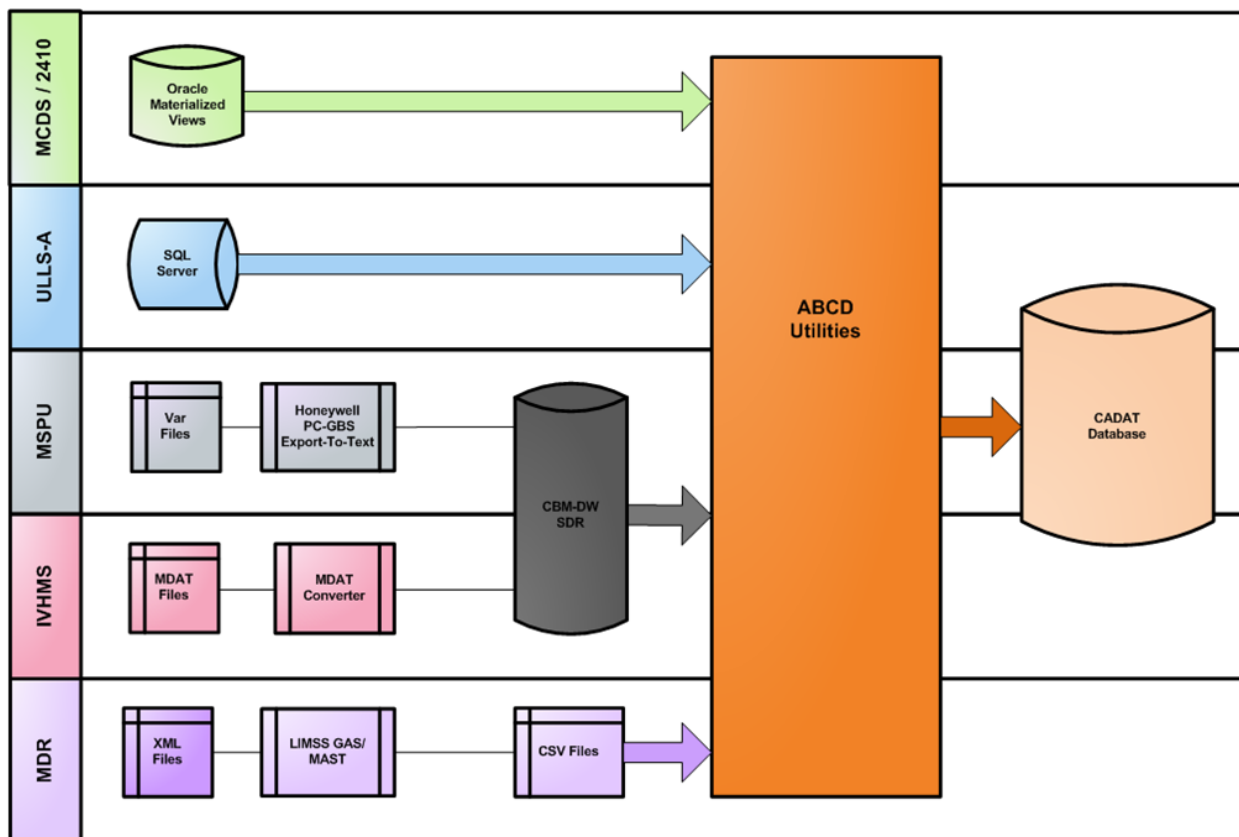 MCDS / 2410
Oracle
Materialized
Views
ULLS-A
SQL
Server
ABCD
Utilities
MSPU
Var
Files
Honeywell
PC-GBS
Export-To-Text
CBM-DW
SDR
CADAT
Database
IVHMS
MDAT
Files
MDAT
Converter
MDR
XML
Files
LIMSS GAS/
MAST
CSV Files